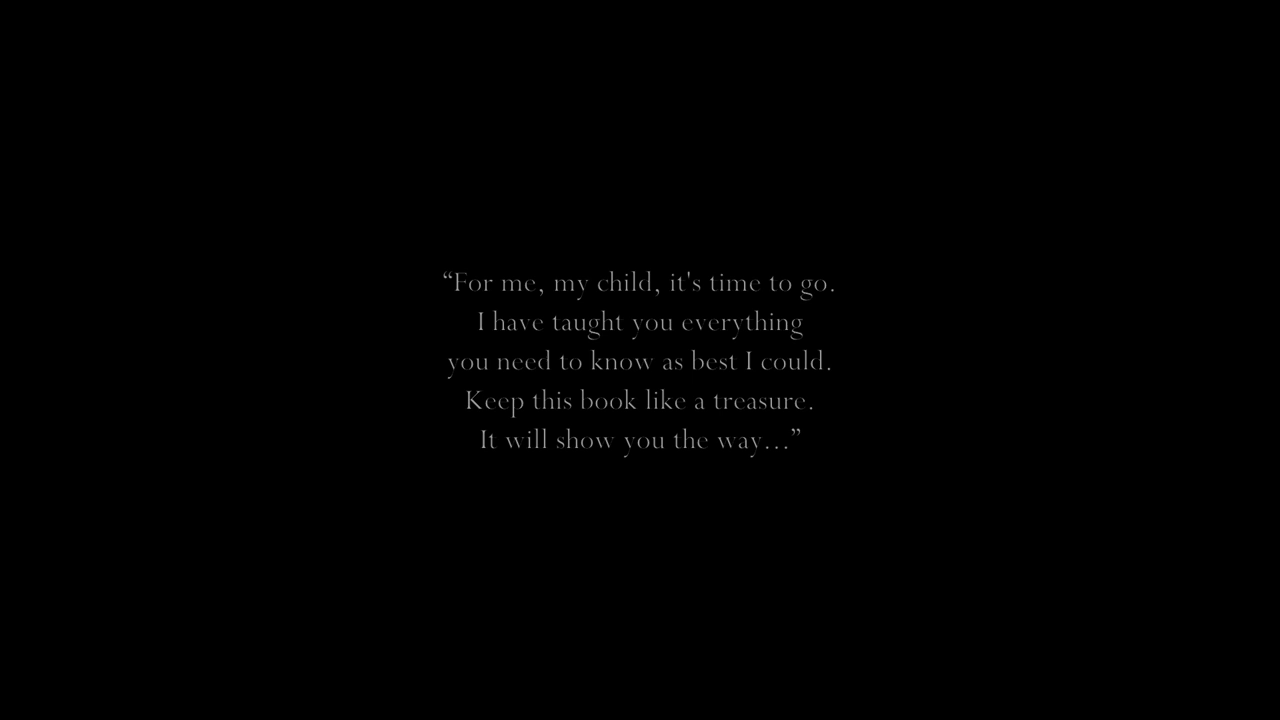 “For me, my child, it's time to go.
I have taught you everything
you need to know as best I could.
Keep this book like a treasure.
It will show you the way...”